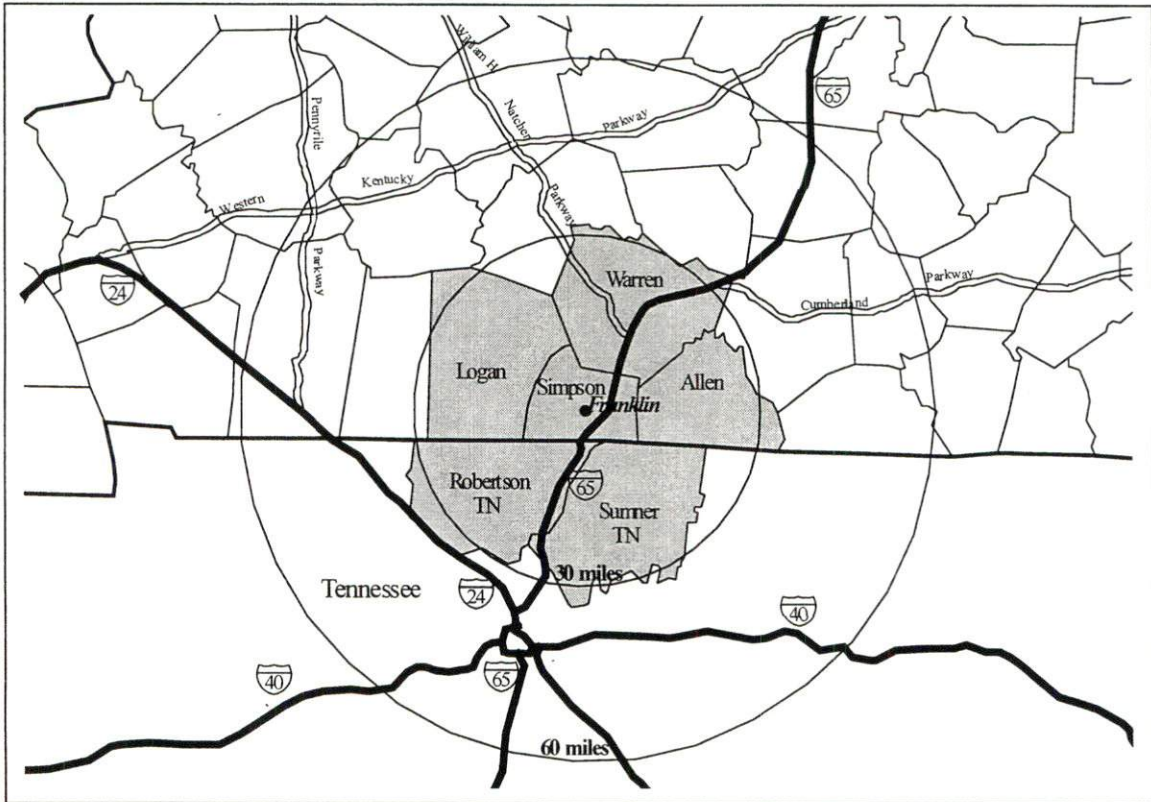 William H.
Natcher
Parkway
65
Pennyrile
Parkway
Western
Kentucky
Parkway
24
Warren
Cumberland
Parkway
Logan
Simpson
Franklin
Allen
Robertson
TN
65
Sumner
TN
30 miles
Tennessee
24
40
65
40
60 miles